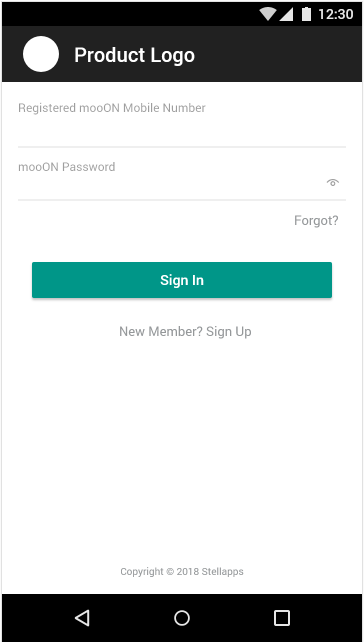 12:30
Product Logo
Registered mooON Mobile Number
mooON Password
Forgot?
Sign In
New Member? Sign Up
Copyright © 2018 Stellapps